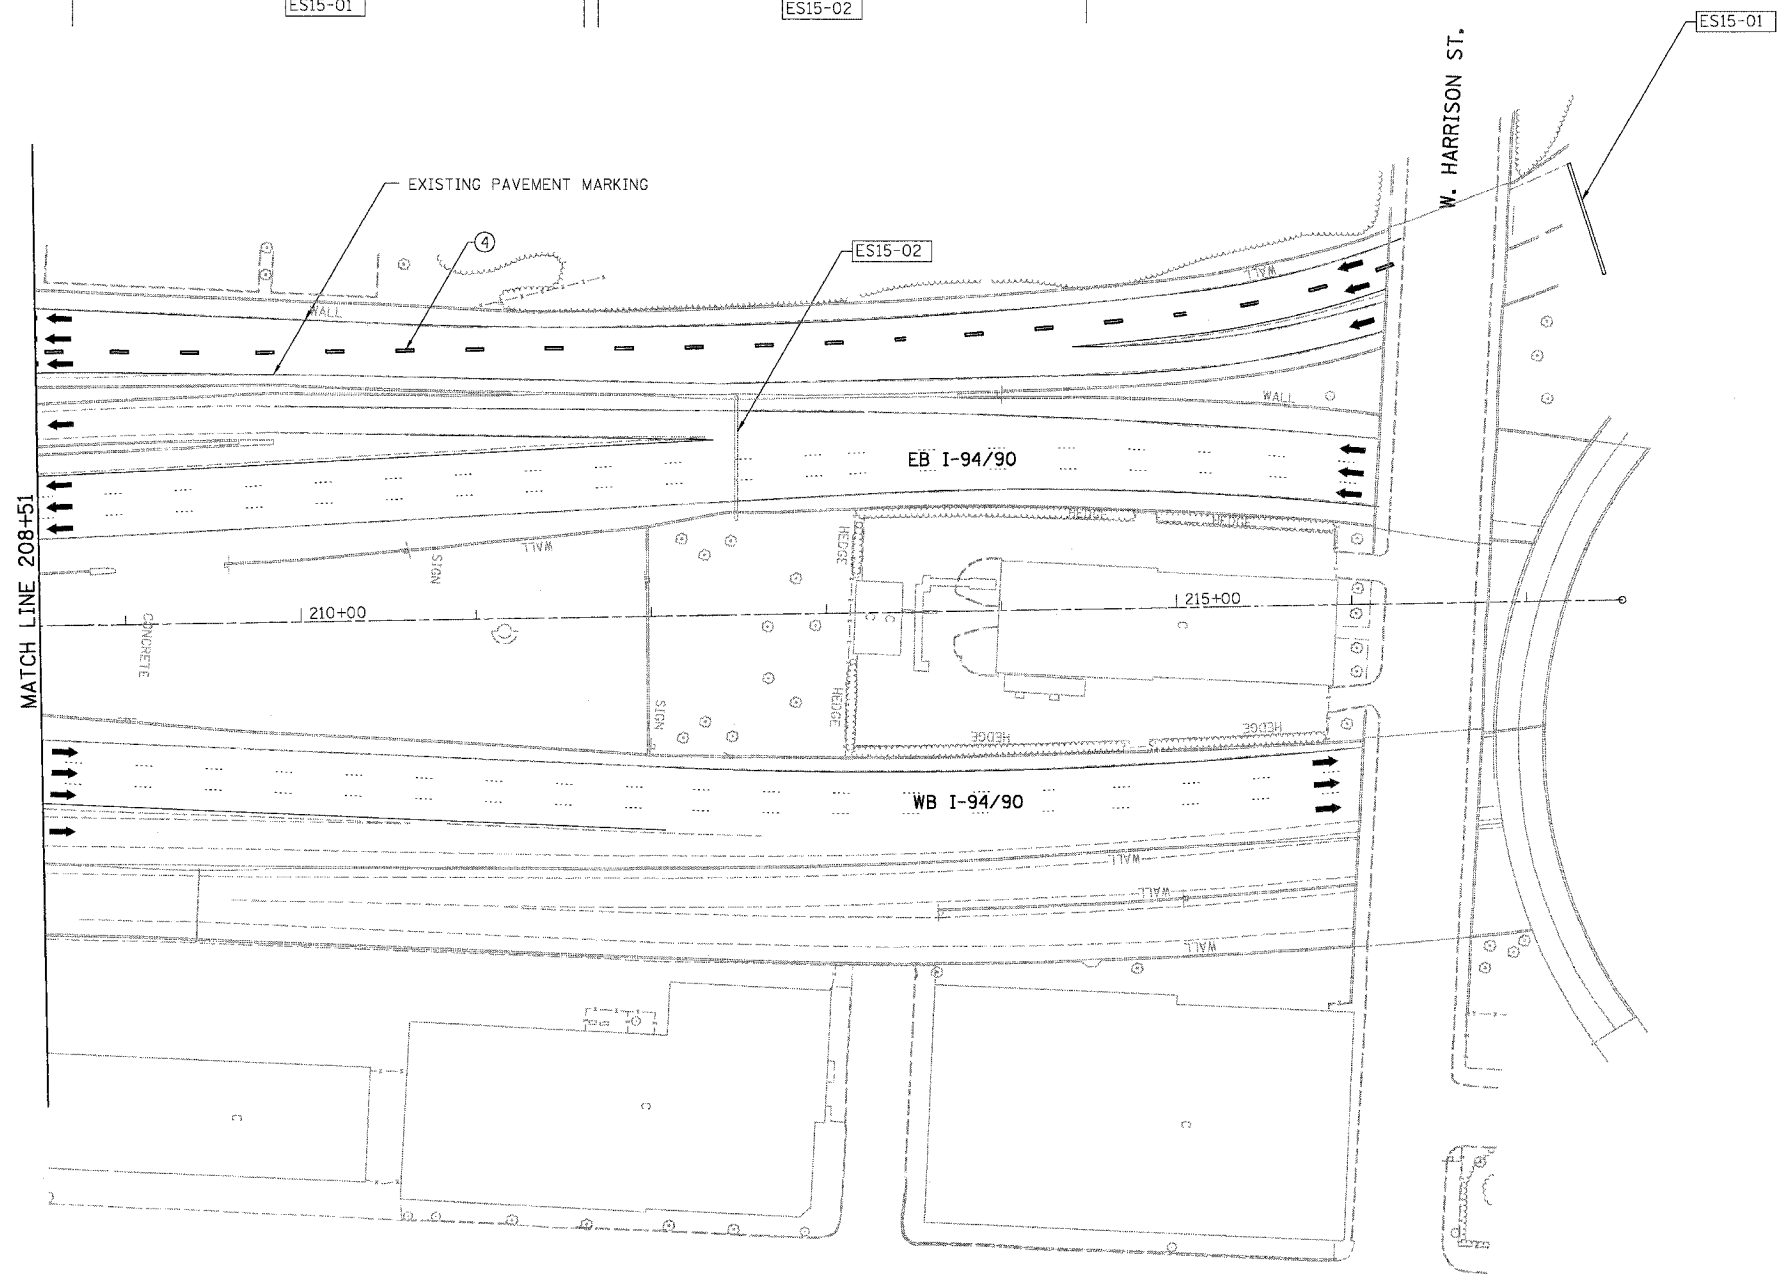 ES15-01
ES15-02
ES15-01
W. HARRISON ST.
EXISTING PAVEMENT MARKING
4
ES15-02
WALL
WALL
WALL
EB I-94/90
MATCH LINE 208+51
HEDGE
HEDGE
HEDGE
WALL
SIGN
210+00
215+00
CONCRETE
C
C
C
SIGN
HEDGE
HEDGE
HEDGE
WB I-94/90
WALL
WALL
WALL
C
C
C